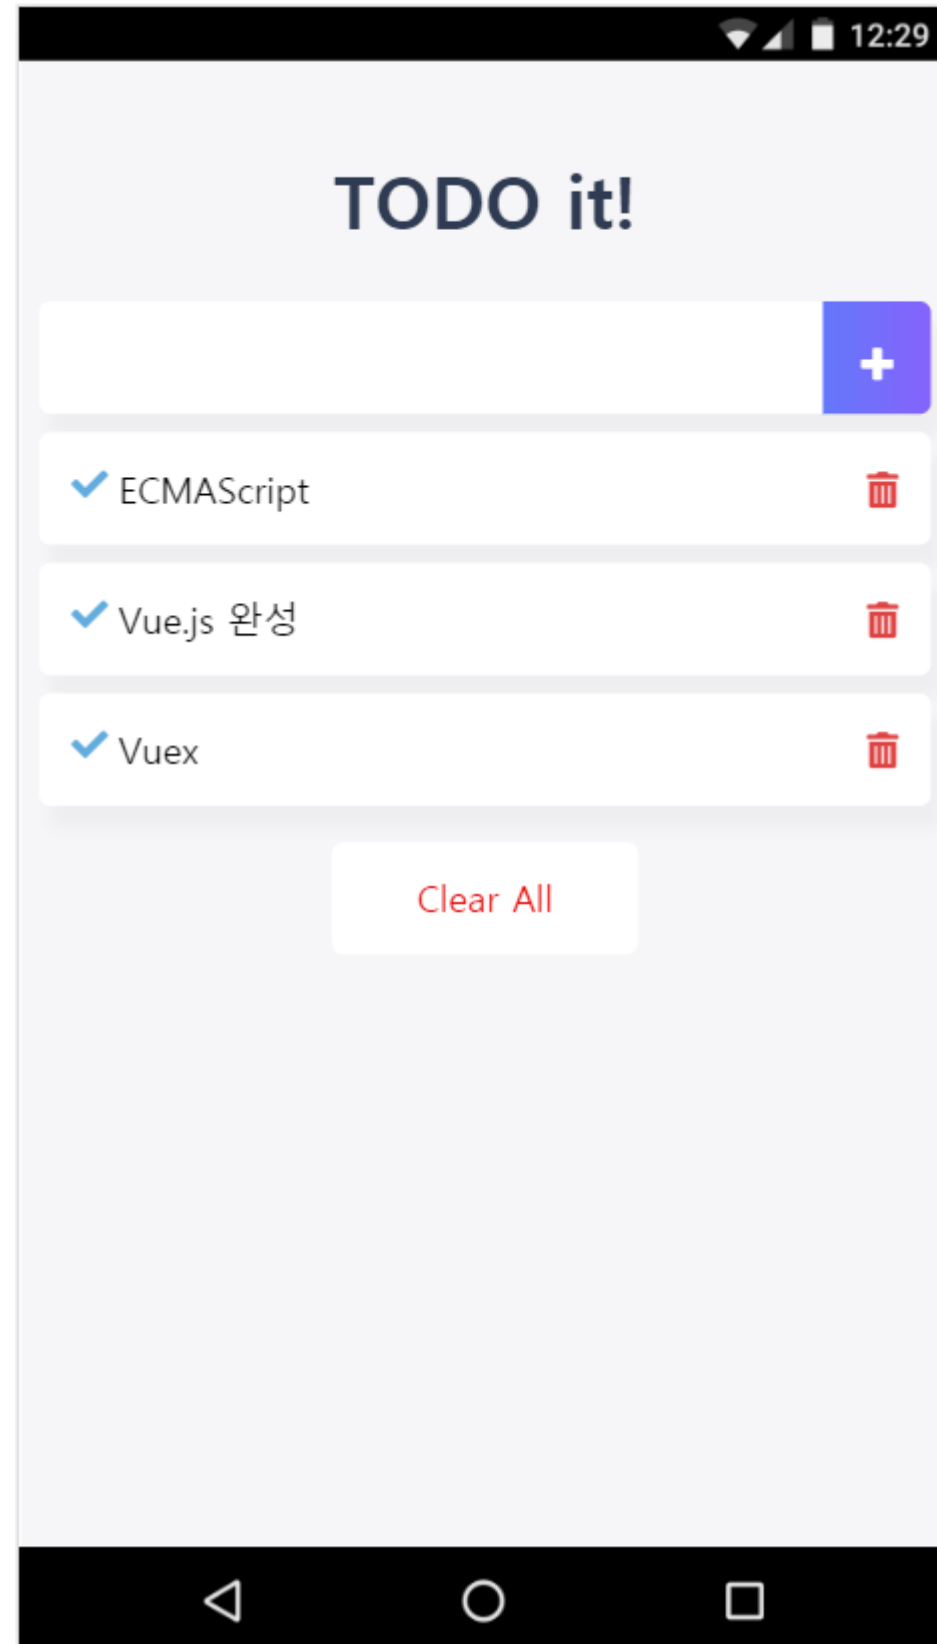 12:29
TODO it!
ECMAScript
Vue.js 완성
Vuex
Clear All